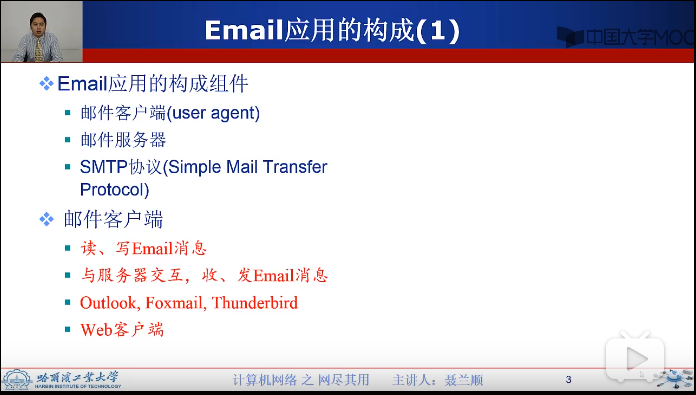 Email应用的构成(1)
中国大学MOO
Email应用的构成组件
邮件客户端(user agent)
邮件服务器
SMTP协议(Simple Mail Transfer
Protocol)
邮件客户端
读、写Email消息
与服务器交互，收、发Email消息
Outlook, Foxmail, Thunderbird
Web客户端
哈爾濱工業大學
HARBIN INSTITUTE OF TECHNOLOGY
计算机网络 之 网尽其用 主讲人：聂兰顺
3